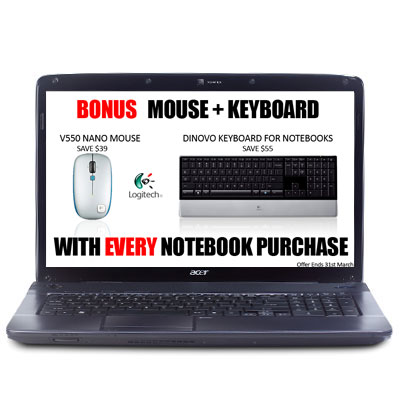 BONUS MOUSE + KEYBOARD
V550 NANO MOUSE
SAVE $39
DINOVO KEYBOARD FOR NOTEBOOKS
SAVE $55
Logitech
WITH EVERY NOTEBOOK PURCHASE
Offer Ends 31st March
acer